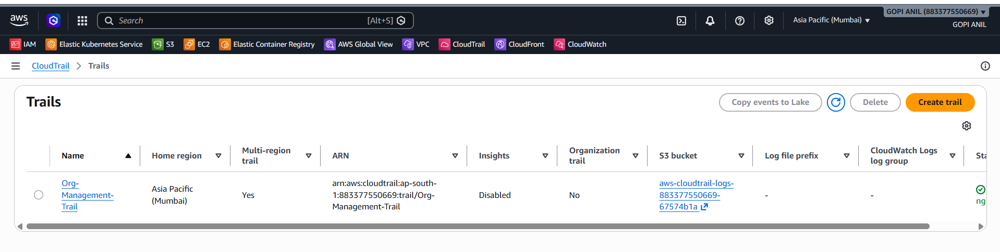 aws
Search
[Alt+S]
Asia Pacific (Mumbai)
GOPI ANIL (883377550669)
GOPI ANIL
IAM
Elastic Kubernetes Service
S3
EC2
Elastic Container Registry
AWS Global View
VPC
CloudTrail
CloudFront
CloudWatch
CloudTrail
Trails
Trails
Copy events to Lake
Delete
Create trail
Name
Home region
Multi-region
trail
ARN
Insights
Organization
trail
S3 bucket
Log file prefix
CloudWatch Logs
log group
Sta
Org-
Management-
Trail
Asia Pacific
(Mumbai)
Yes
arn:aws:cloudtrail:ap-south-
1:883377550669:trail/Org-
Management-Trail
Disabled
No
aws-cloudtrail-logs-
883377550669-
67574b1a
-
-
ng